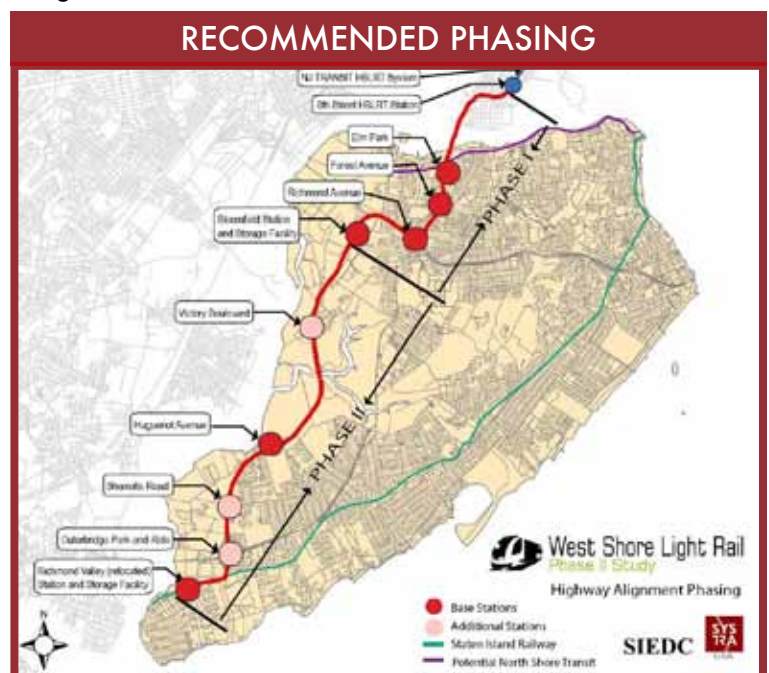 RECOMMENDED PHASING
NJ TRANSIT HBLRT System
8th Street HBLRT Station
Elm Park
Forest Avenue
Richmond Avenue
Bloomfield Station
and Storage Facility
PHASE I
Victory Boulevard
Huguenot Avenue
PHASE II
Sharrotts Road
Outerbridge Park and Ride
Richmond Valley (relocated)
Station and Storage Facility
N
West Shore Light Rail
Phase II Study
Highway Alignment Phasing
Base Stations
Additional Stations
Staten Island Railway
Potential North Shore Transit
SIEDC
SYS
TRA